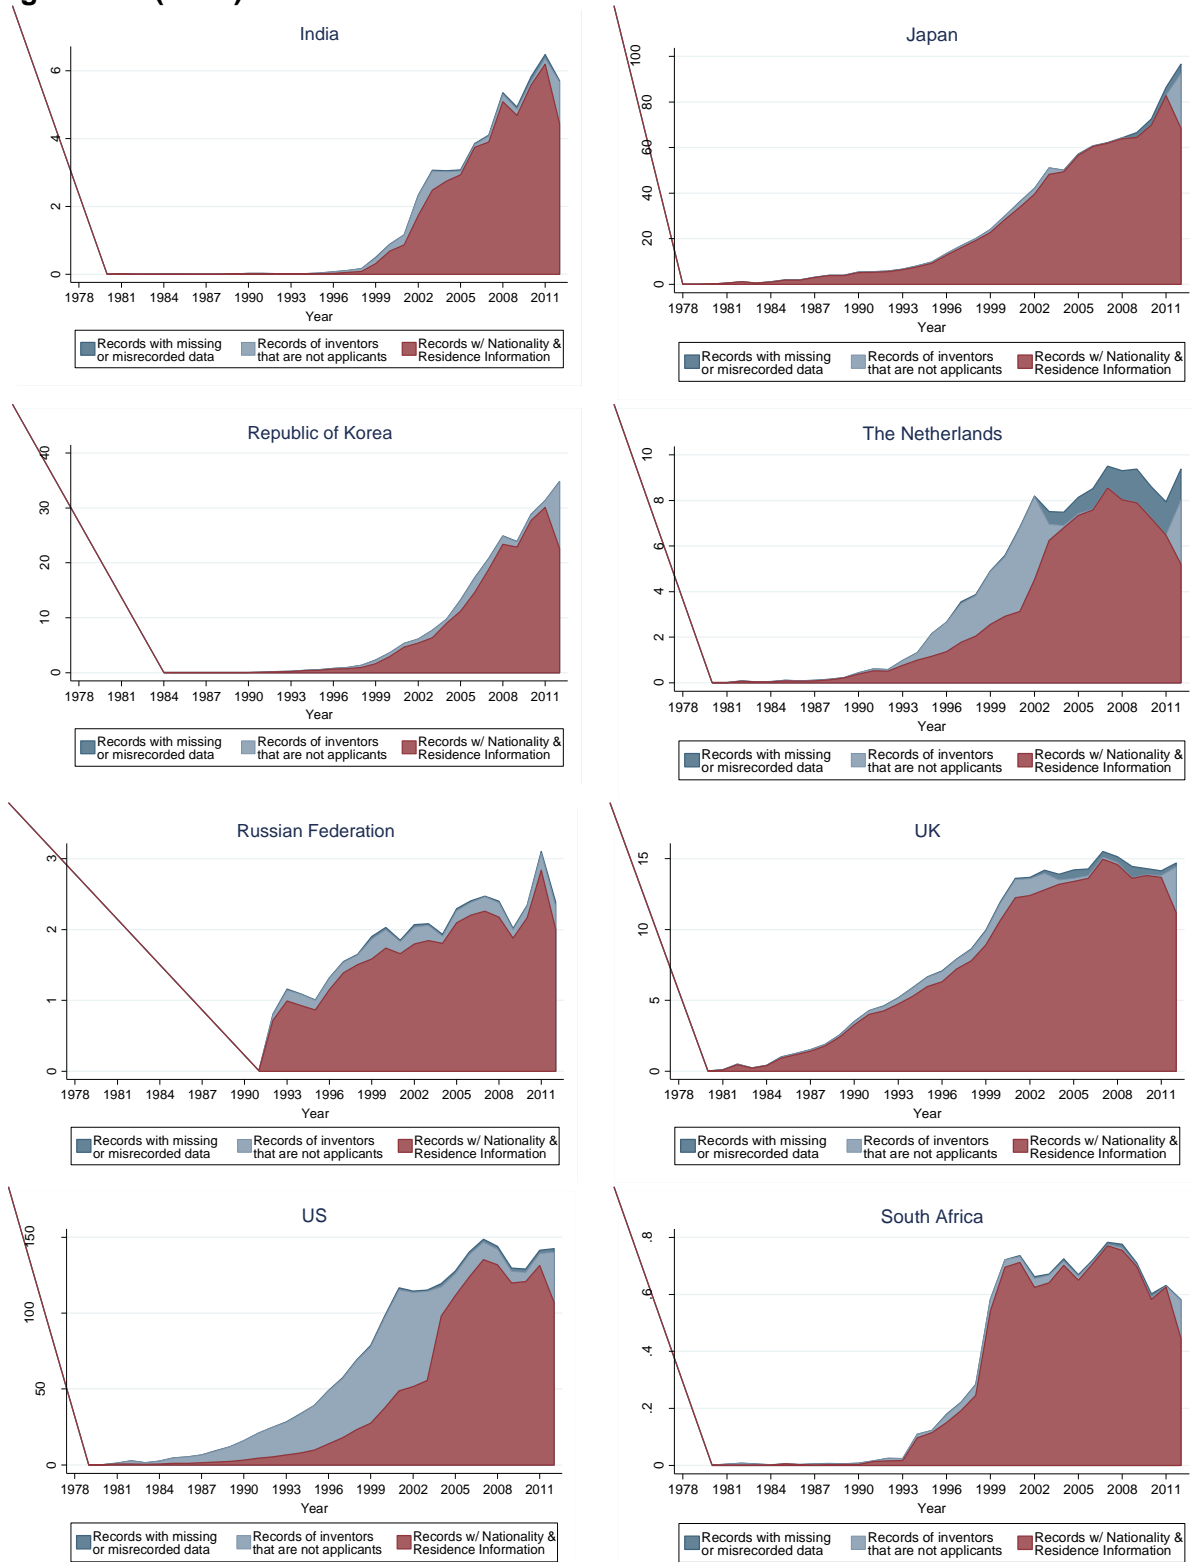 India
6
4
2
0
1978 1981 1984 1987 1990 1993 1996 1999 2002 2005 2008 2011
Year
Records with missing or misrecorded data
Records of inventors that are not applicants
Records w/ Nationality & Residence Information
Japan
100
80
60
40
20
0
1978 1981 1984 1987 1990 1993 1996 1999 2002 2005 2008 2011
Year
Records with missing or misrecorded data
Records of inventors that are not applicants
Records w/ Nationality & Residence Information
Republic of Korea
40
30
20
10
0
1978 1981 1984 1987 1990 1993 1996 1999 2002 2005 2008 2011
Year
Records with missing or misrecorded data
Records of inventors that are not applicants
Records w/ Nationality & Residence Information
The Netherlands
10
8
6
4
2
0
1978 1981 1984 1987 1990 1993 1996 1999 2002 2005 2008 2011
Year
Records with missing or misrecorded data
Records of inventors that are not applicants
Records w/ Nationality & Residence Information
Russian Federation
3
2
1
0
1978 1981 1984 1987 1990 1993 1996 1999 2002 2005 2008 2011
Year
Records with missing or misrecorded data
Records of inventors that are not applicants
Records w/ Nationality & Residence Information
UK
15
10
5
0
1978 1981 1984 1987 1990 1993 1996 1999 2002 2005 2008 2011
Year
Records with missing or misrecorded data
Records of inventors that are not applicants
Records w/ Nationality & Residence Information
US
150
100
50
0
1978 1981 1984 1987 1990 1993 1996 1999 2002 2005 2008 2011
Year
Records with missing or misrecorded data
Records of inventors that are not applicants
Records w/ Nationality & Residence Information
South Africa
.8
.6
.4
.2
0
1978 1981 1984 1987 1990 1993 1996 1999 2002 2005 2008 2011
Year
Records with missing or misrecorded data
Records of inventors that are not applicants
Records w/ Nationality & Residence Information